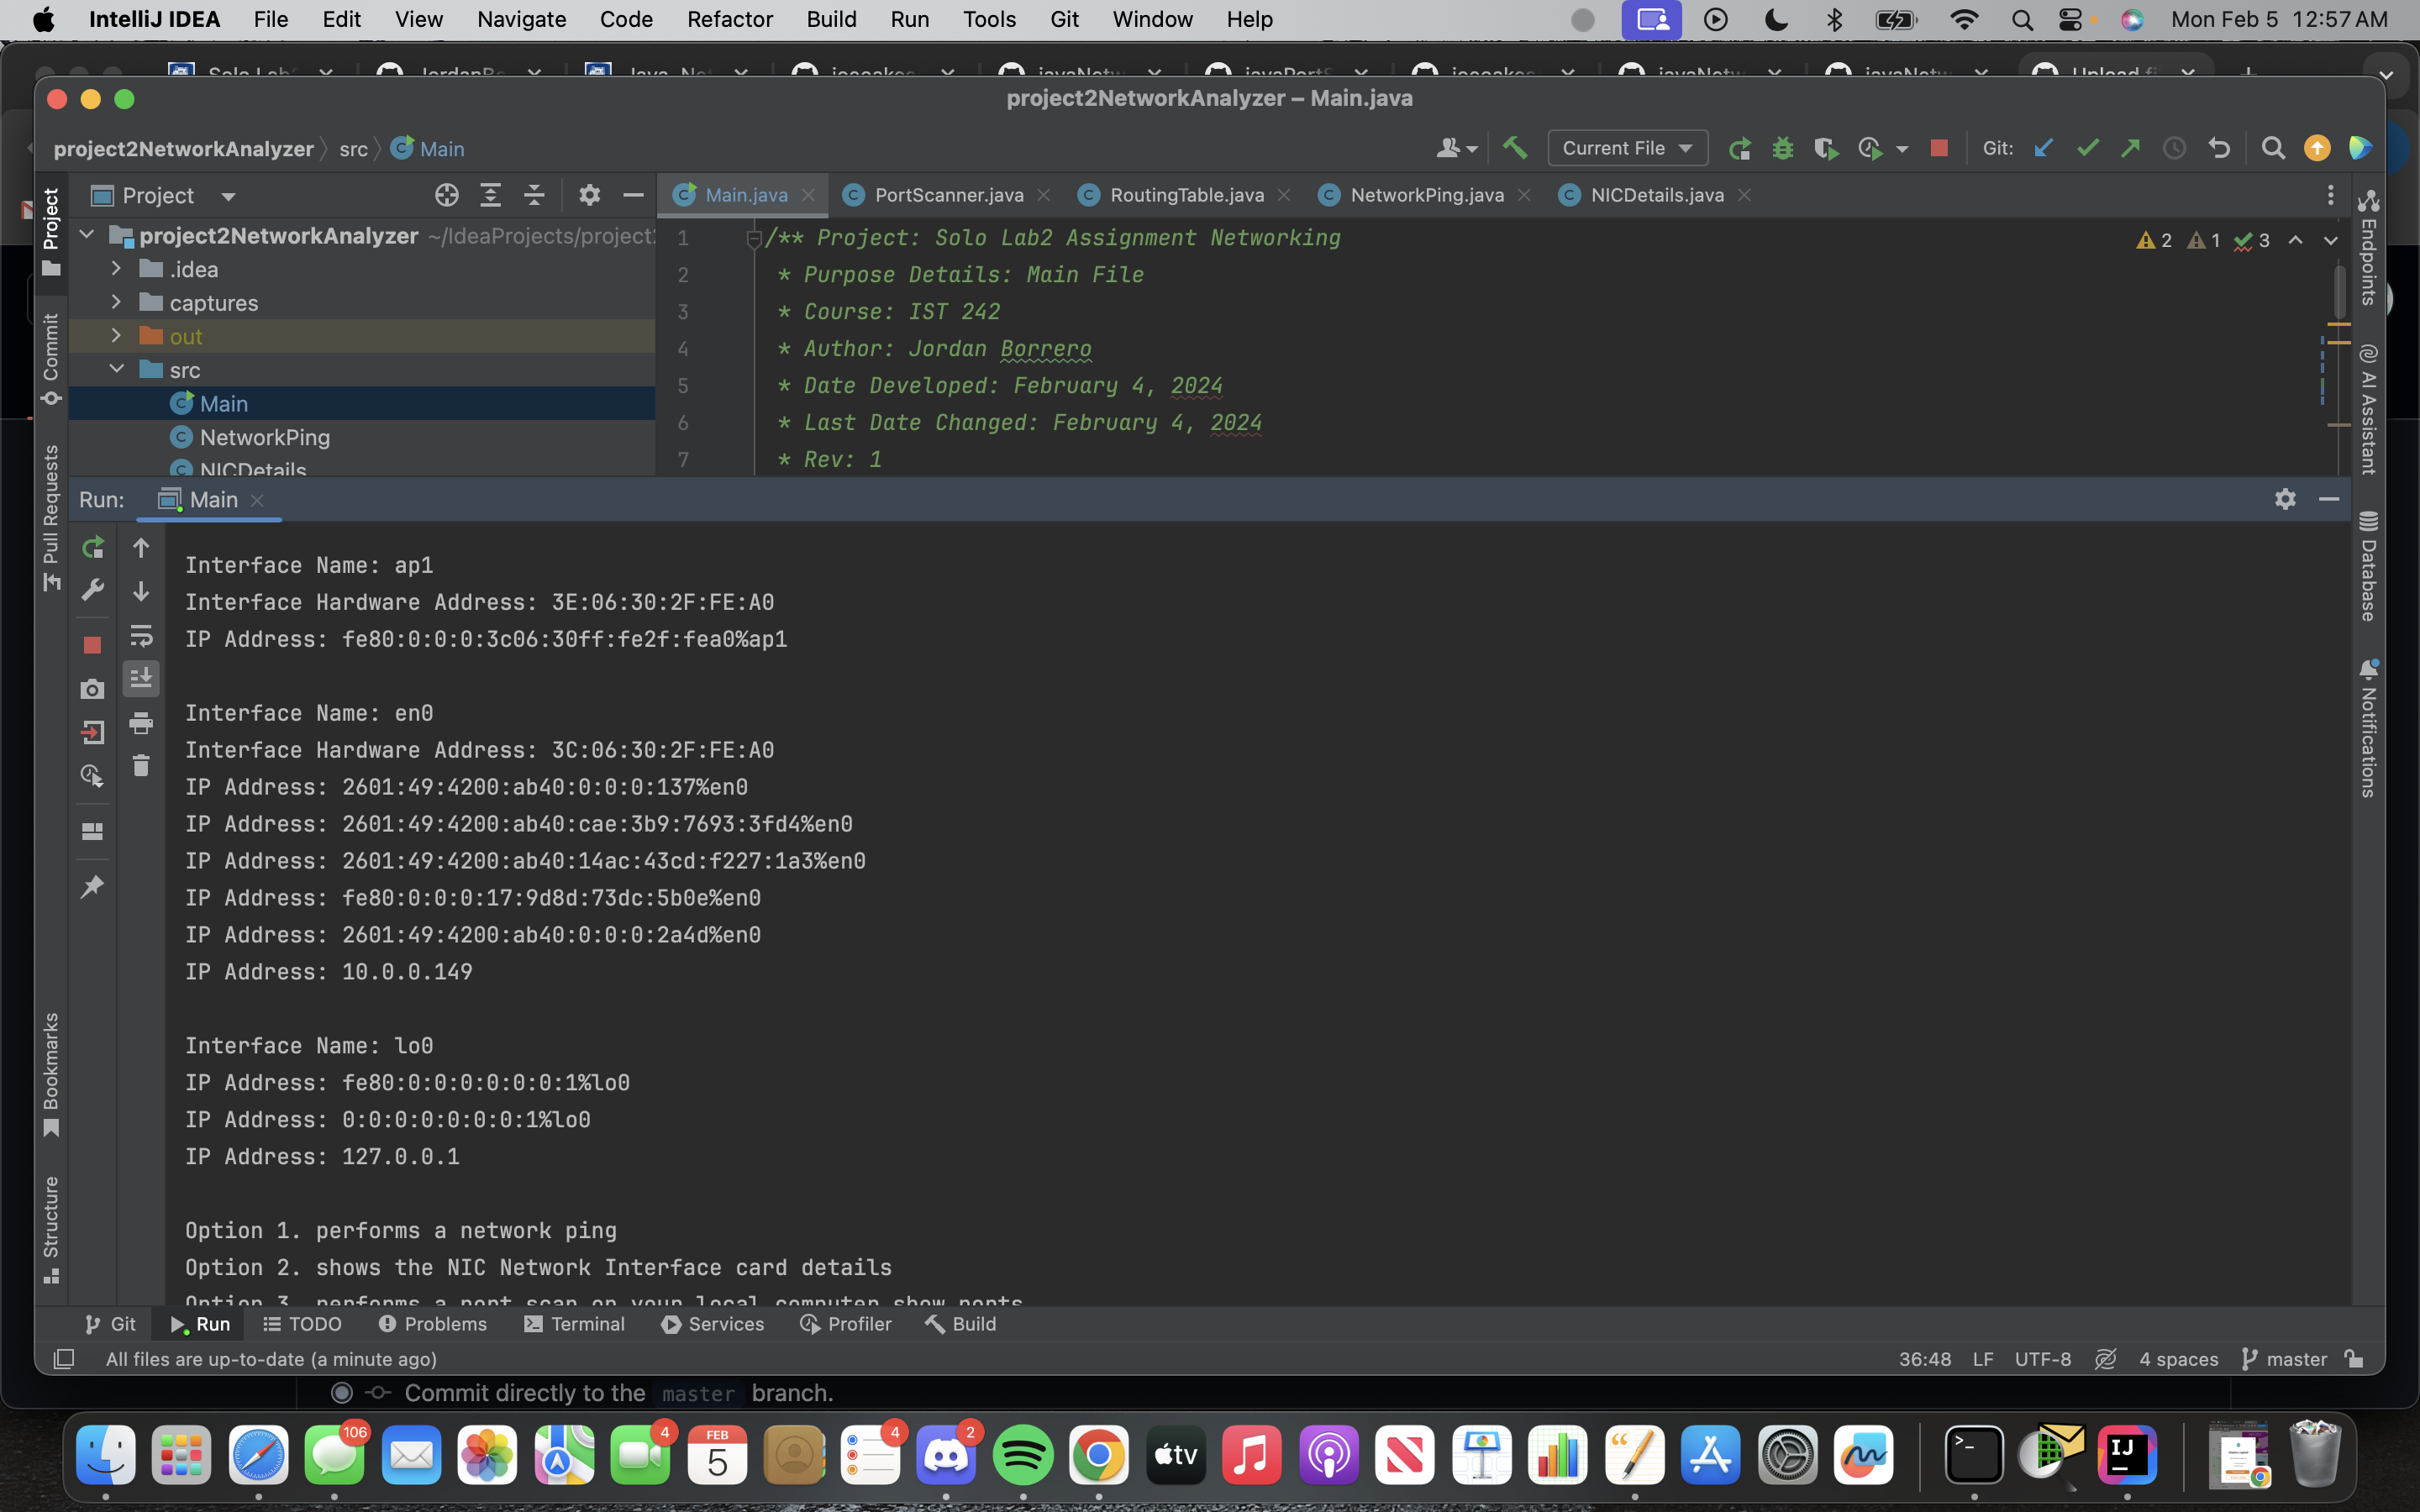 IntelliJ IDEA File Edit View Navigate Code Refactor Build Run Tools Git Window Help Mon Feb 5 12:57 AM
project2NetworkAnalyzer – Main.java
project2NetworkAnalyzer src Main Current File Git:
Project
Main.java PortScanner.java RoutingTable.java NetworkPing.java NICDetails.java
project2NetworkAnalyzer ~/IdeaProjects/project2
.idea
captures
out
src
Main
NetworkPing
NICDetails
1 /** Project: Solo Lab2 Assignment Networking
2 * Purpose Details: Main File
3 * Course: IST 242
4 * Author: Jordan Borrero
5 * Date Developed: February 4, 2024
6 * Last Date Changed: February 4, 2024
7 * Rev: 1
2 1 3
Project
Commit
Pull Requests
Bookmarks
Structure
Endpoints
AI Assistant
Database
Notifications
Run: Main
Interface Name: ap1
Interface Hardware Address: 3E:06:30:2F:FE:A0
IP Address: fe80:0:0:0:3c06:30ff:fe2f:fea0%ap1
Interface Name: en0
Interface Hardware Address: 3C:06:30:2F:FE:A0
IP Address: 2601:49:4200:ab40:0:0:0:137%en0
IP Address: 2601:49:4200:ab40:cae:3b9:7693:3fd4%en0
IP Address: 2601:49:4200:ab40:14ac:43cd:f227:1a3%en0
IP Address: fe80:0:0:0:17:9d8d:73dc:5b0e%en0
IP Address: 2601:49:4200:ab40:0:0:0:2a4d%en0
IP Address: 10.0.0.149
Interface Name: lo0
IP Address: fe80:0:0:0:0:0:0:1%lo0
IP Address: 0:0:0:0:0:0:0:1%lo0
IP Address: 127.0.0.1
Option 1. performs a network ping
Option 2. shows the NIC Network Interface card details
Option 3. performs a port scan on your local computer show ports
Git Run TODO Problems Terminal Services Profiler Build
All files are up-to-date (a minute ago) 36:48 LF UTF-8 4 spaces master
Commit directly to the master branch.
106 4 FEB 5 4 2 tv IJ